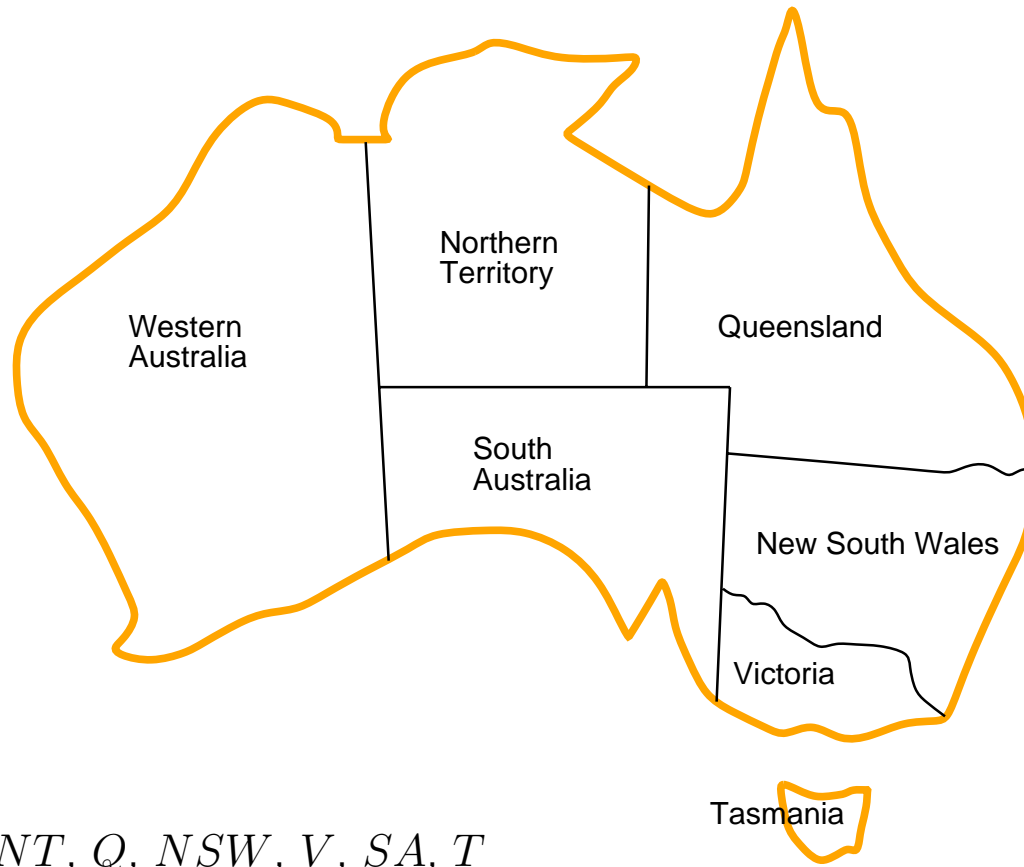 Northern
Territory
Western
Australia
Queensland
South
Australia
New South Wales
Victoria
Tasmania
NT, Q, NSW, V, SA, T